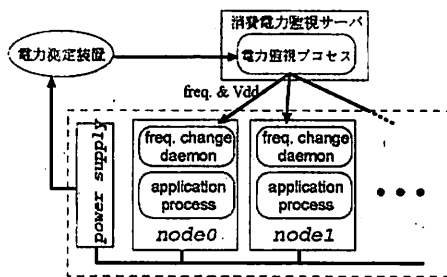 消費電力監視サーバ
電力測定装置
電力監視プロセス
freq. & Vdd
power supply
freq. change
daemon
application
process
node0
freq. change
daemon
application
process
node1